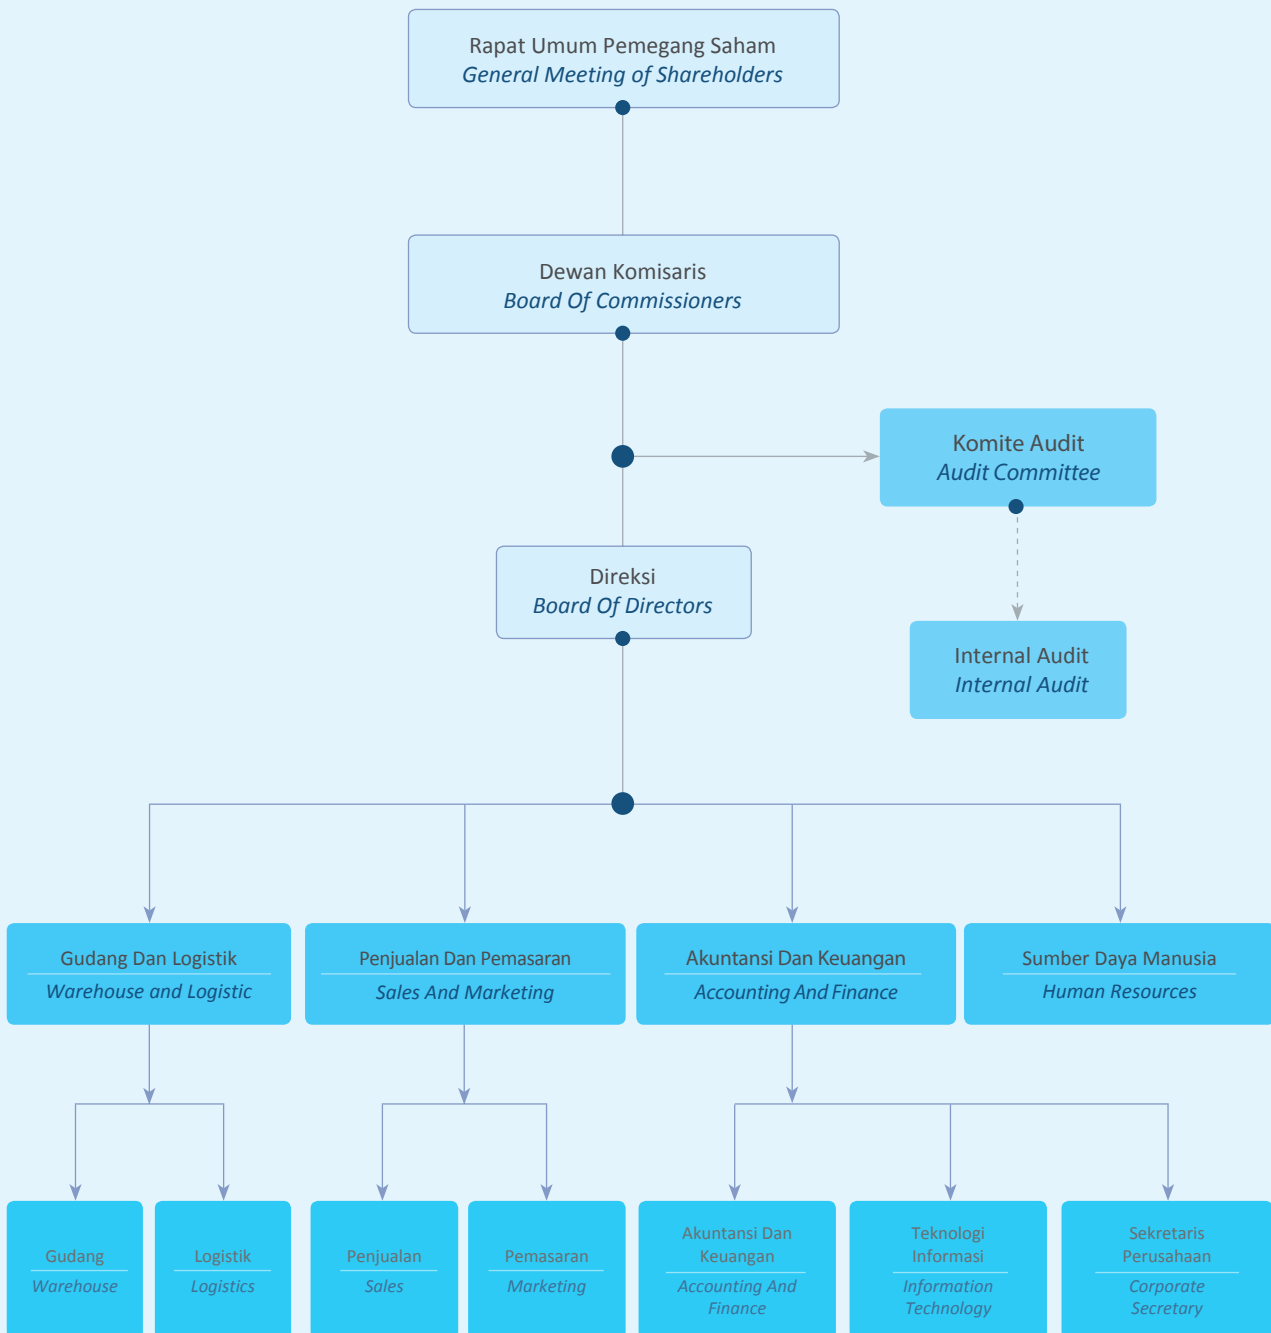 Rapat Umum Pemegang Saham
General Meeting of Shareholders
Dewan Komisaris
Board Of Commissioners
Komite Audit
Audit Committee
Direksi
Board Of Directors
Internal Audit
Internal Audit
Gudang Dan Logistik
Warehouse and Logistic
Penjualan Dan Pemasaran
Sales And Marketing
Akuntansi Dan Keuangan
Accounting And Finance
Sumber Daya Manusia
Human Resources
Gudang
Warehouse
Logistik
Logistics
Penjualan
Sales
Pemasaran
Marketing
Akuntansi Dan
Keuangan
Accounting And
Finance
Teknologi
Informasi
Information
Technology
Sekretaris
Perusahaan
Corporate
Secretary